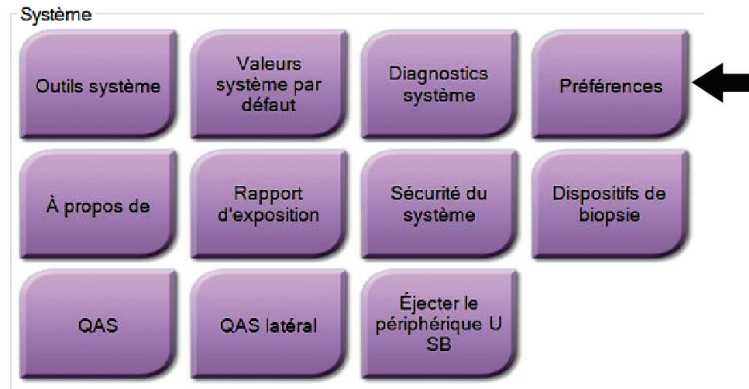 Système
Outils système
Valeurs
système par
défaut
Diagnostics
système
Préférences
À propos de
Rapport
d'exposition
Sécurité du
système
Dispositifs de
biopsie
QAS
QAS latéral
Éjecter le
périphérique U
SB